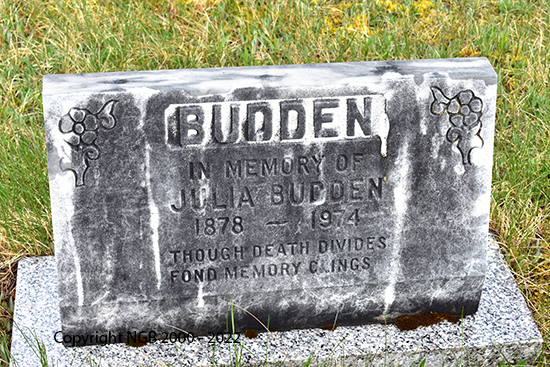 BUDDEN
IN MEMORY OF
JULIA BUDDEN
1878 — 1974
THOUGH DEATH DIVIDES
FOND MEMORY CLINGS
Copyright NGB 2000 - 2022